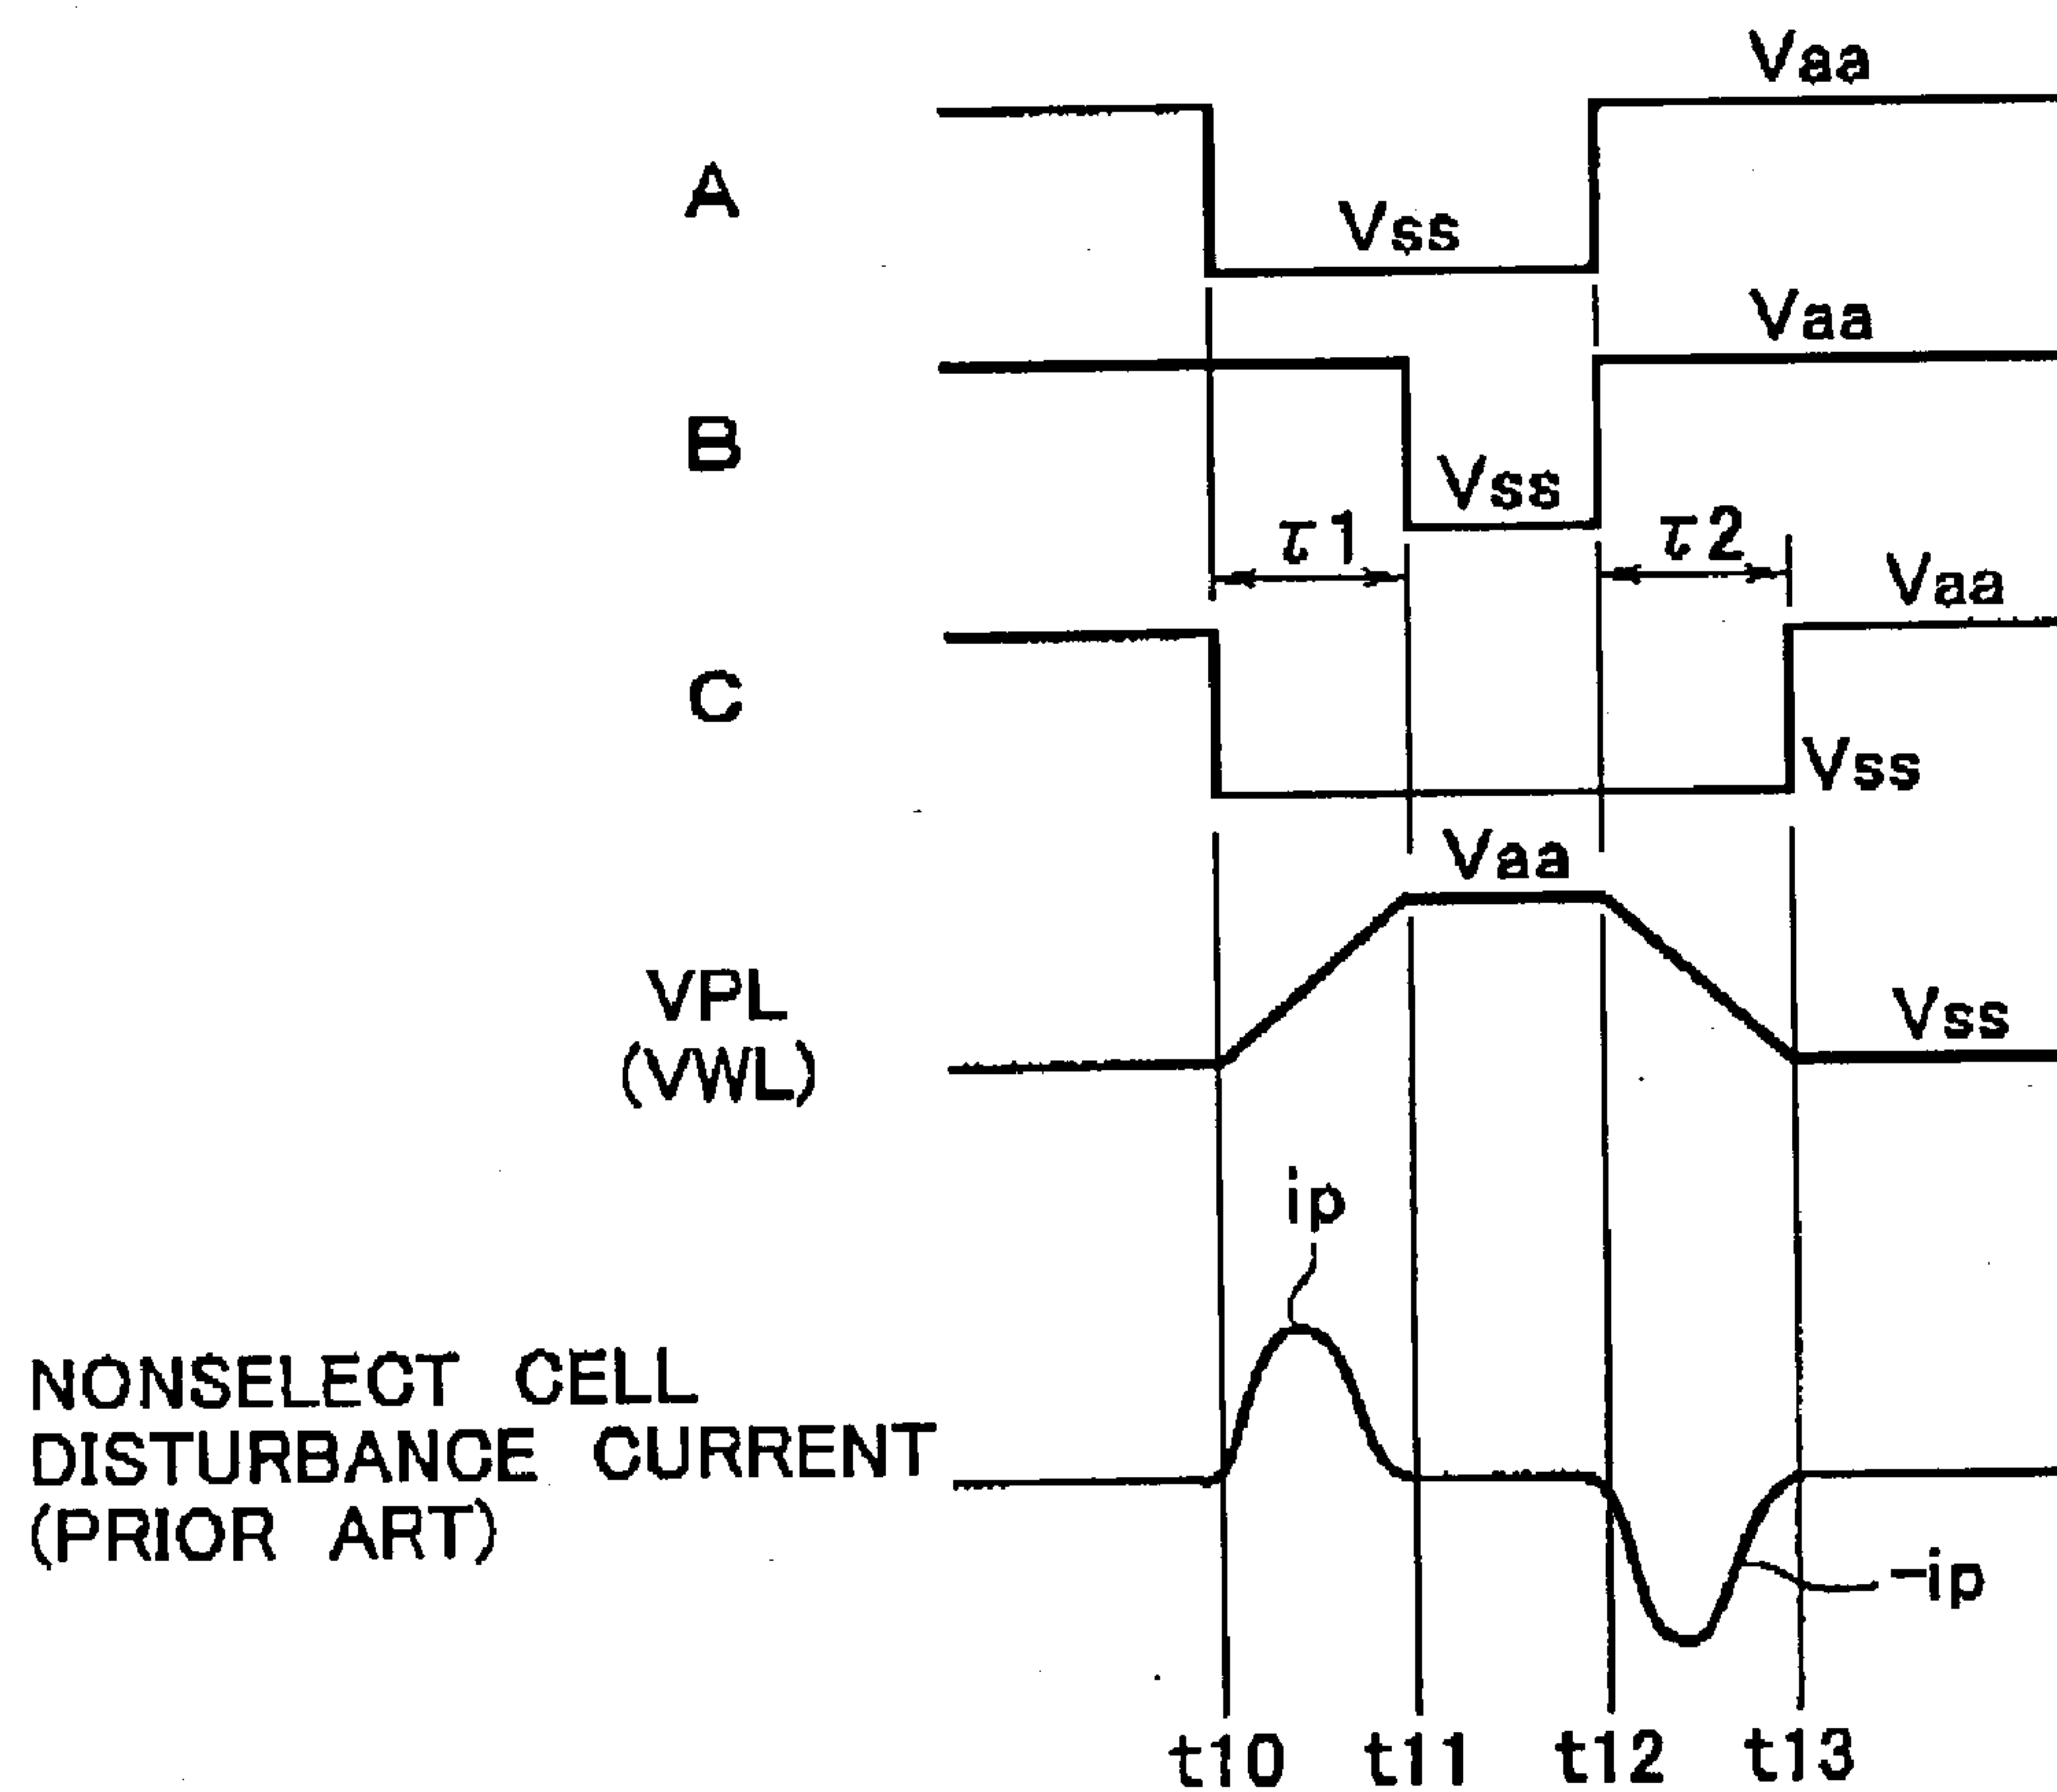 Vaa
A
Vss
Vaa
B
Vss
τ1
τ2
Vaa
C
Vss
Vaa
VPL
(VWL)
Vss
ip
NONSELECT CELL
DISTURBANCE CURRENT
(PRIOR ART)
-ip
t10 t11 t12 t13